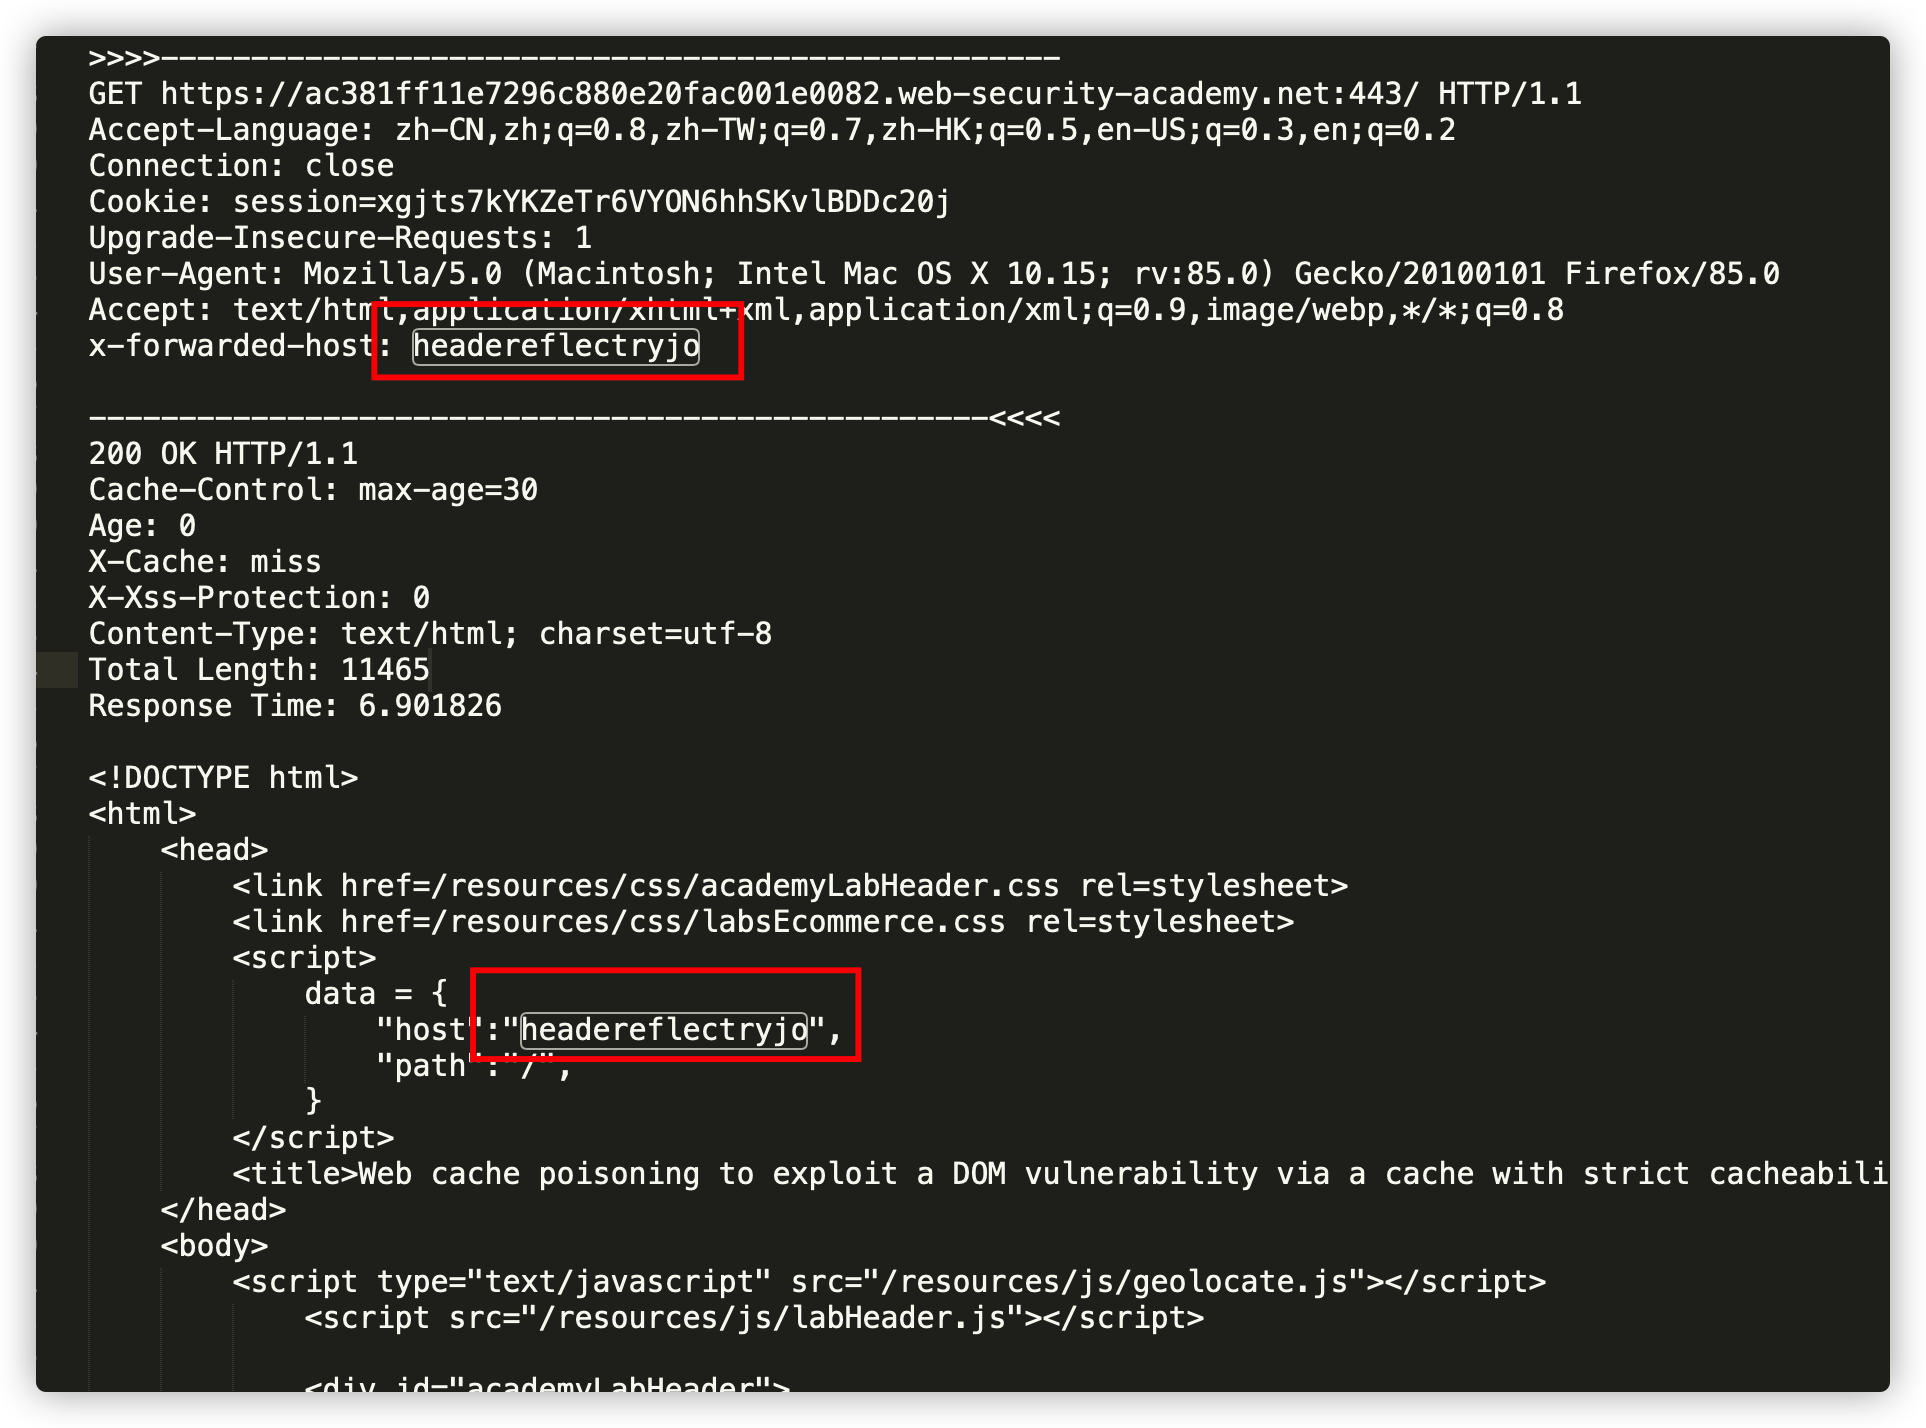 >>>>--------------------------------------------------
GET https://ac381ff11e7296c880e20fac001e0082.web-security-academy.net:443/ HTTP/1.1
Accept-Language: zh-CN,zh;q=0.8,zh-TW;q=0.7,zh-HK;q=0.5,en-US;q=0.3,en;q=0.2
Connection: close
Cookie: session=xgjts7kYKZeTr6VYON6hhSKvlBDDc20j
Upgrade-Insecure-Requests: 1
User-Agent: Mozilla/5.0 (Macintosh; Intel Mac OS X 10.15; rv:85.0) Gecko/20100101 Firefox/85.0
Accept: text/html,application/xhtml+xml,application/xml;q=0.9,image/webp,*/*;q=0.8
x-forwarded-host: headereflectryjo

--------------------------------------------------<<<<
200 OK HTTP/1.1
Cache-Control: max-age=30
Age: 0
X-Cache: miss
X-Xss-Protection: 0
Content-Type: text/html; charset=utf-8
Total Length: 11465
Response Time: 6.901826

<!DOCTYPE html>
<html>
    <head>
        <link href=/resources/css/academyLabHeader.css rel=stylesheet>
        <link href=/resources/css/labsEcommerce.css rel=stylesheet>
        <script>
            data = {
                "host":"headereflectryjo",
                "path":"/",
            }
        </script>
        <title>Web cache poisoning to exploit a DOM vulnerability via a cache with strict cacheabili
    </head>
    <body>
        <script type="text/javascript" src="/resources/js/geolocate.js"></script>
            <script src="/resources/js/labHeader.js"></script>

            <div id="academyLabHeader">